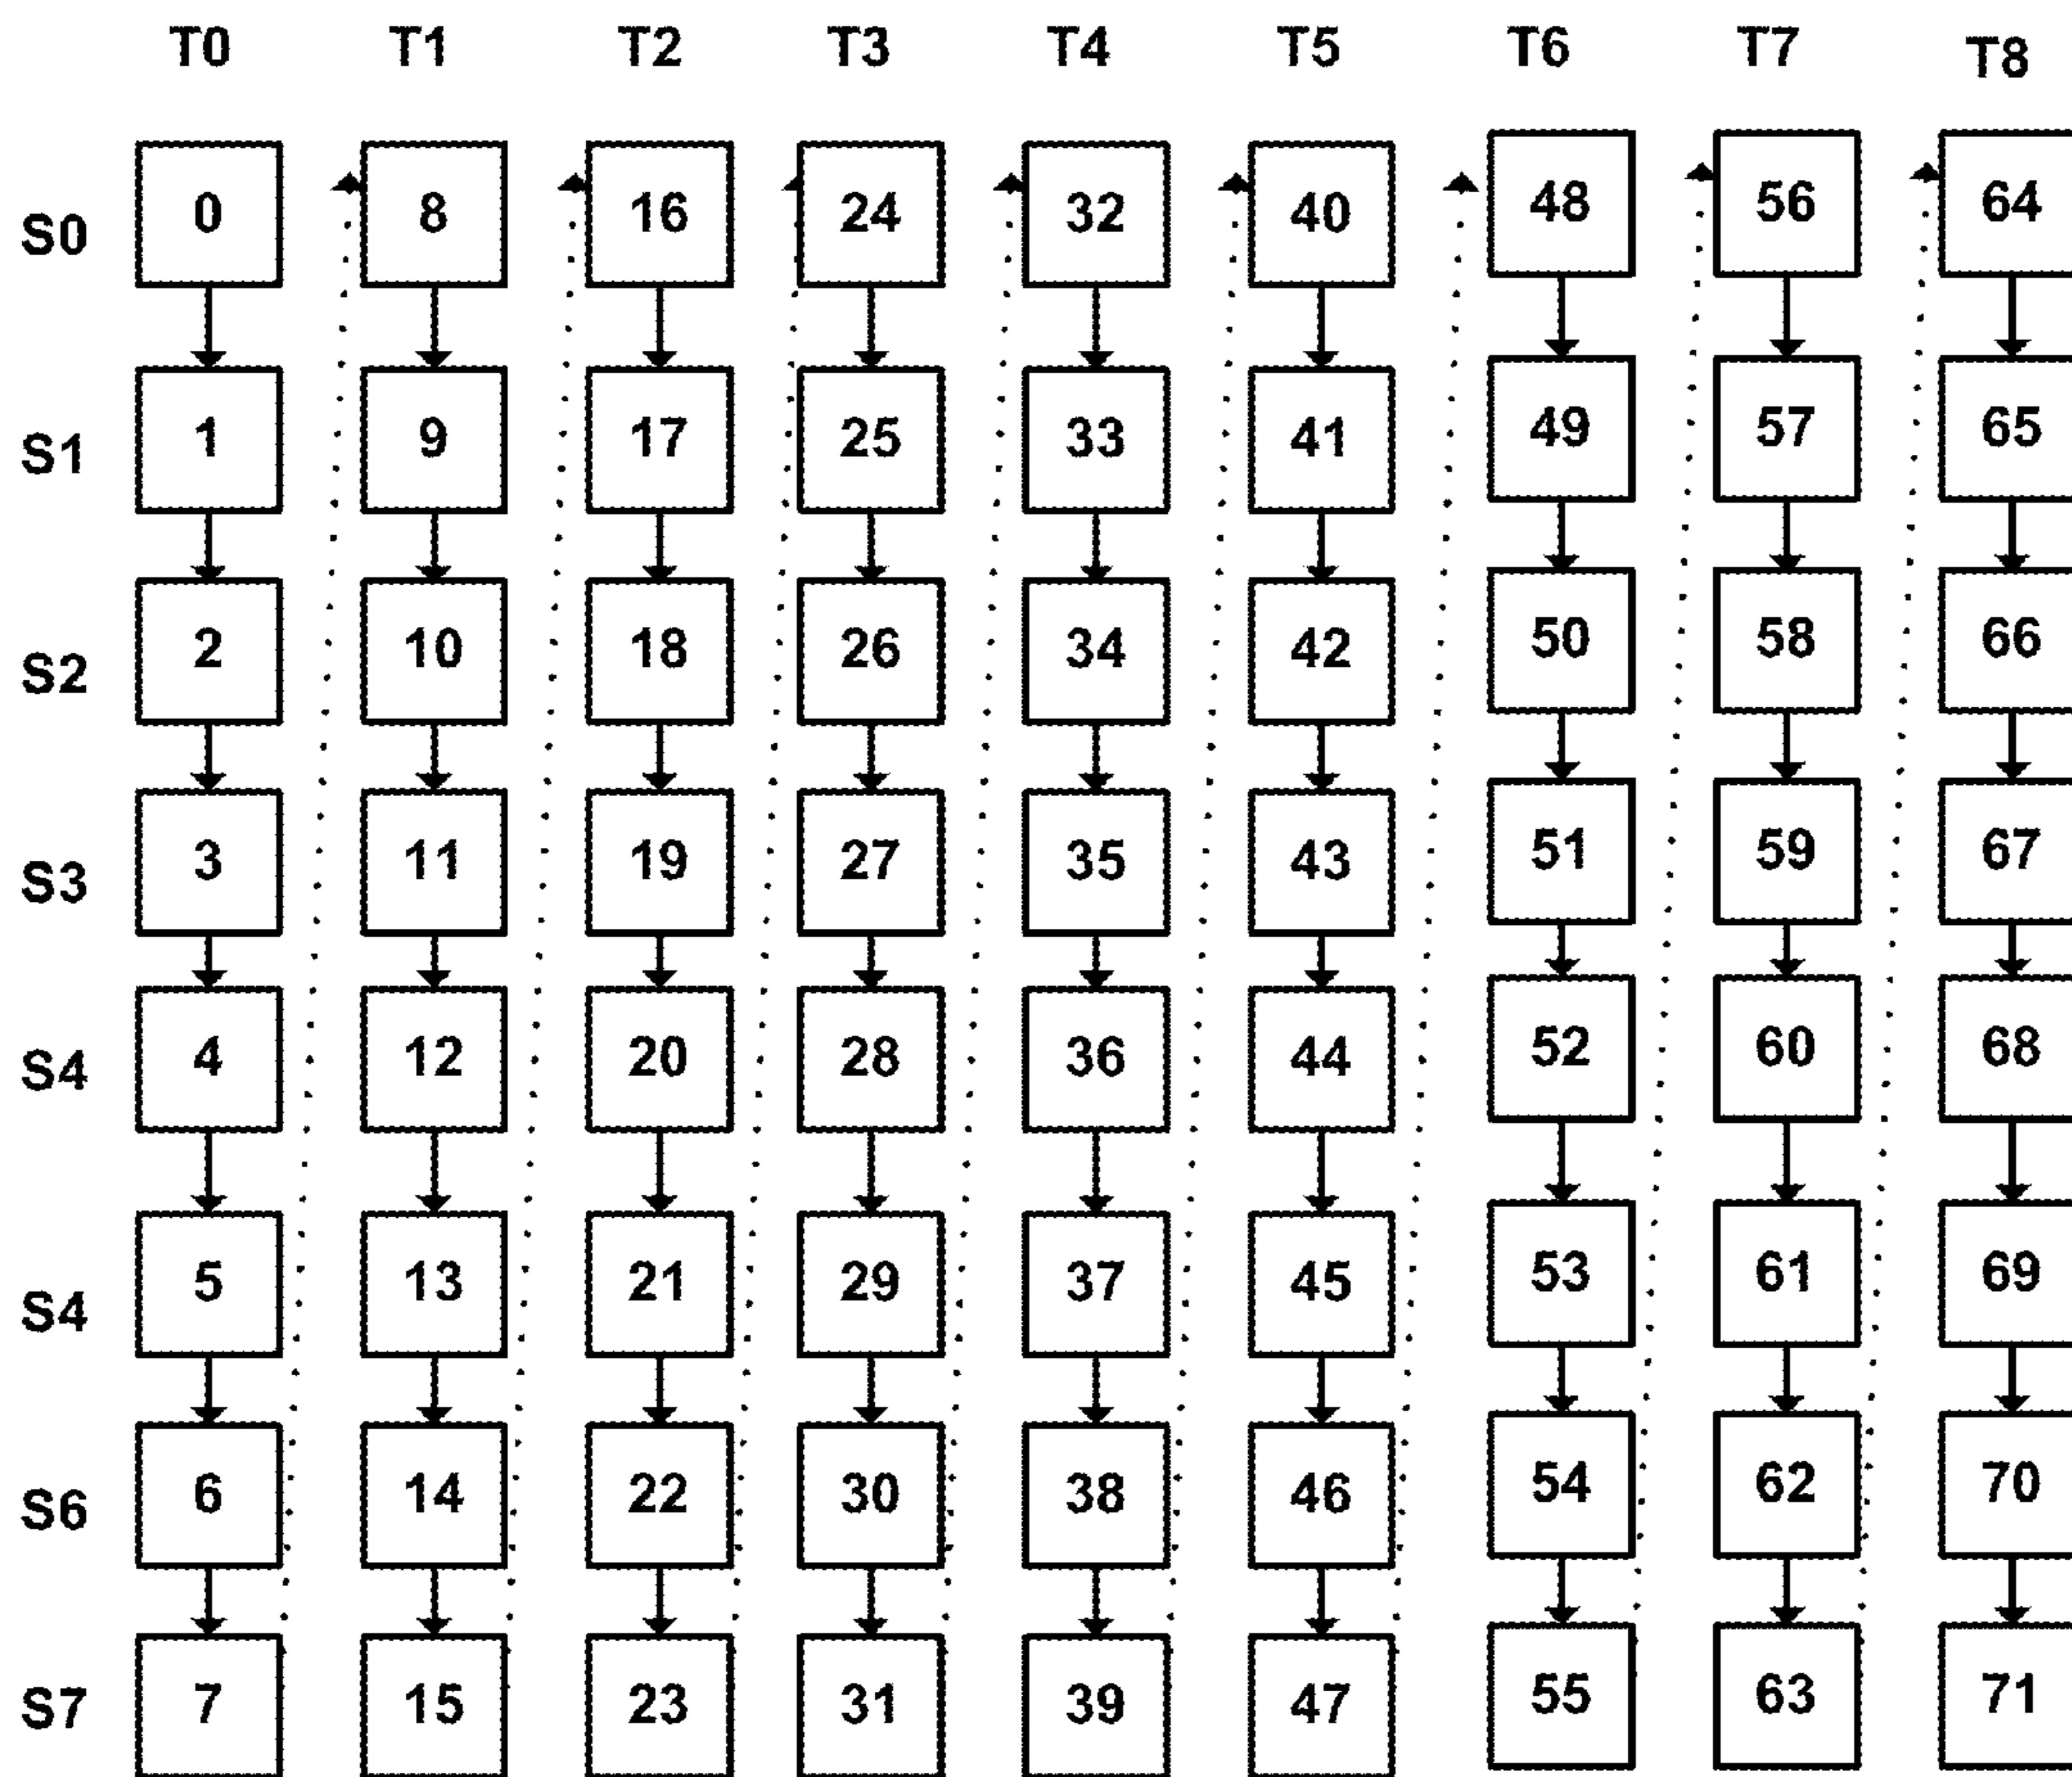 T0 T1 T2 T3 T4 T5 T6 T7 T8
S0 0 8 16 24 32 40 48 56 64
S1 1 9 17 25 33 41 49 57 65
S2 2 10 18 26 34 42 50 58 66
S3 3 11 19 27 35 43 51 59 67
S4 4 12 20 28 36 44 52 60 68
S4 5 13 21 29 37 45 53 61 69
S6 6 14 22 30 38 46 54 62 70
S7 7 15 23 31 39 47 55 63 71